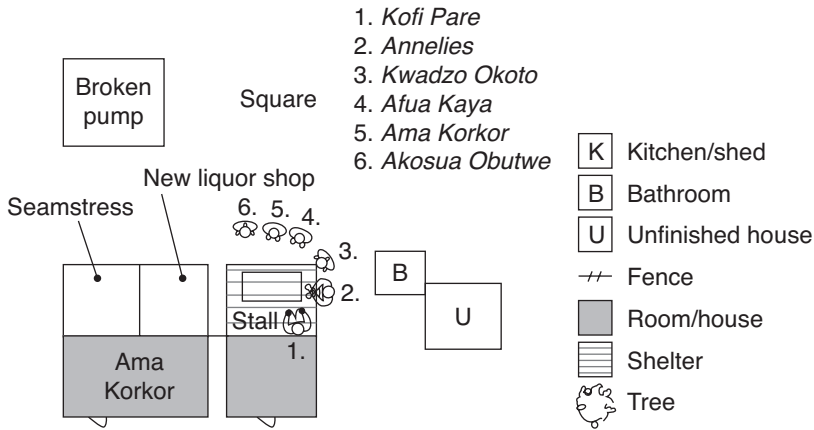 1. Kofi Pare
2. Annelies
3. Kwadzo Okoto
4. Afua Kaya
5. Ama Korkor
6. Akosua Obutwe
Broken
pump
Square
New liquor shop
Seamstress
6.
5.
4.
3.
2.
1.
Stall
Ama
Korkor
B
U
K Kitchen/shed
B Bathroom
U Unfinished house
Fence
Room/house
Shelter
Tree